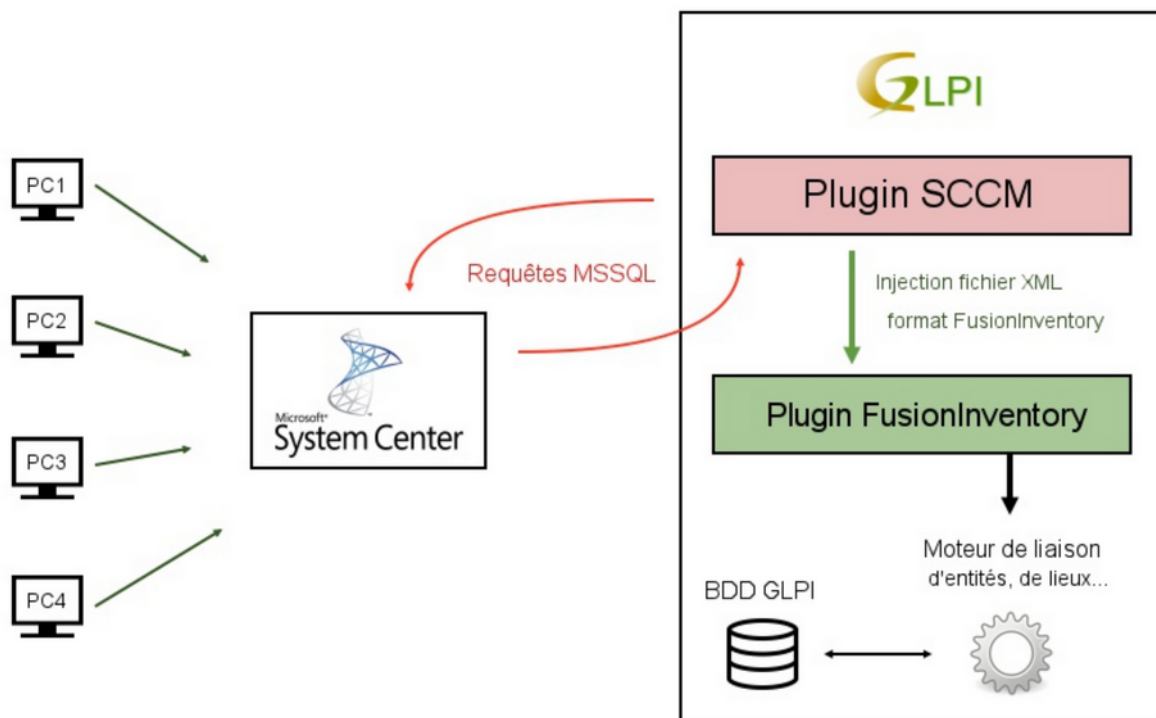 GLPI
PC1
Plugin SCCM
Requêtes MSSQL
Injection fichier XML
format FusionInventory
PC2
Microsoft®
System Center™
Plugin FusionInventory
PC3
Moteur de liaison
d'entités, de lieux...
PC4
BDD GLPI